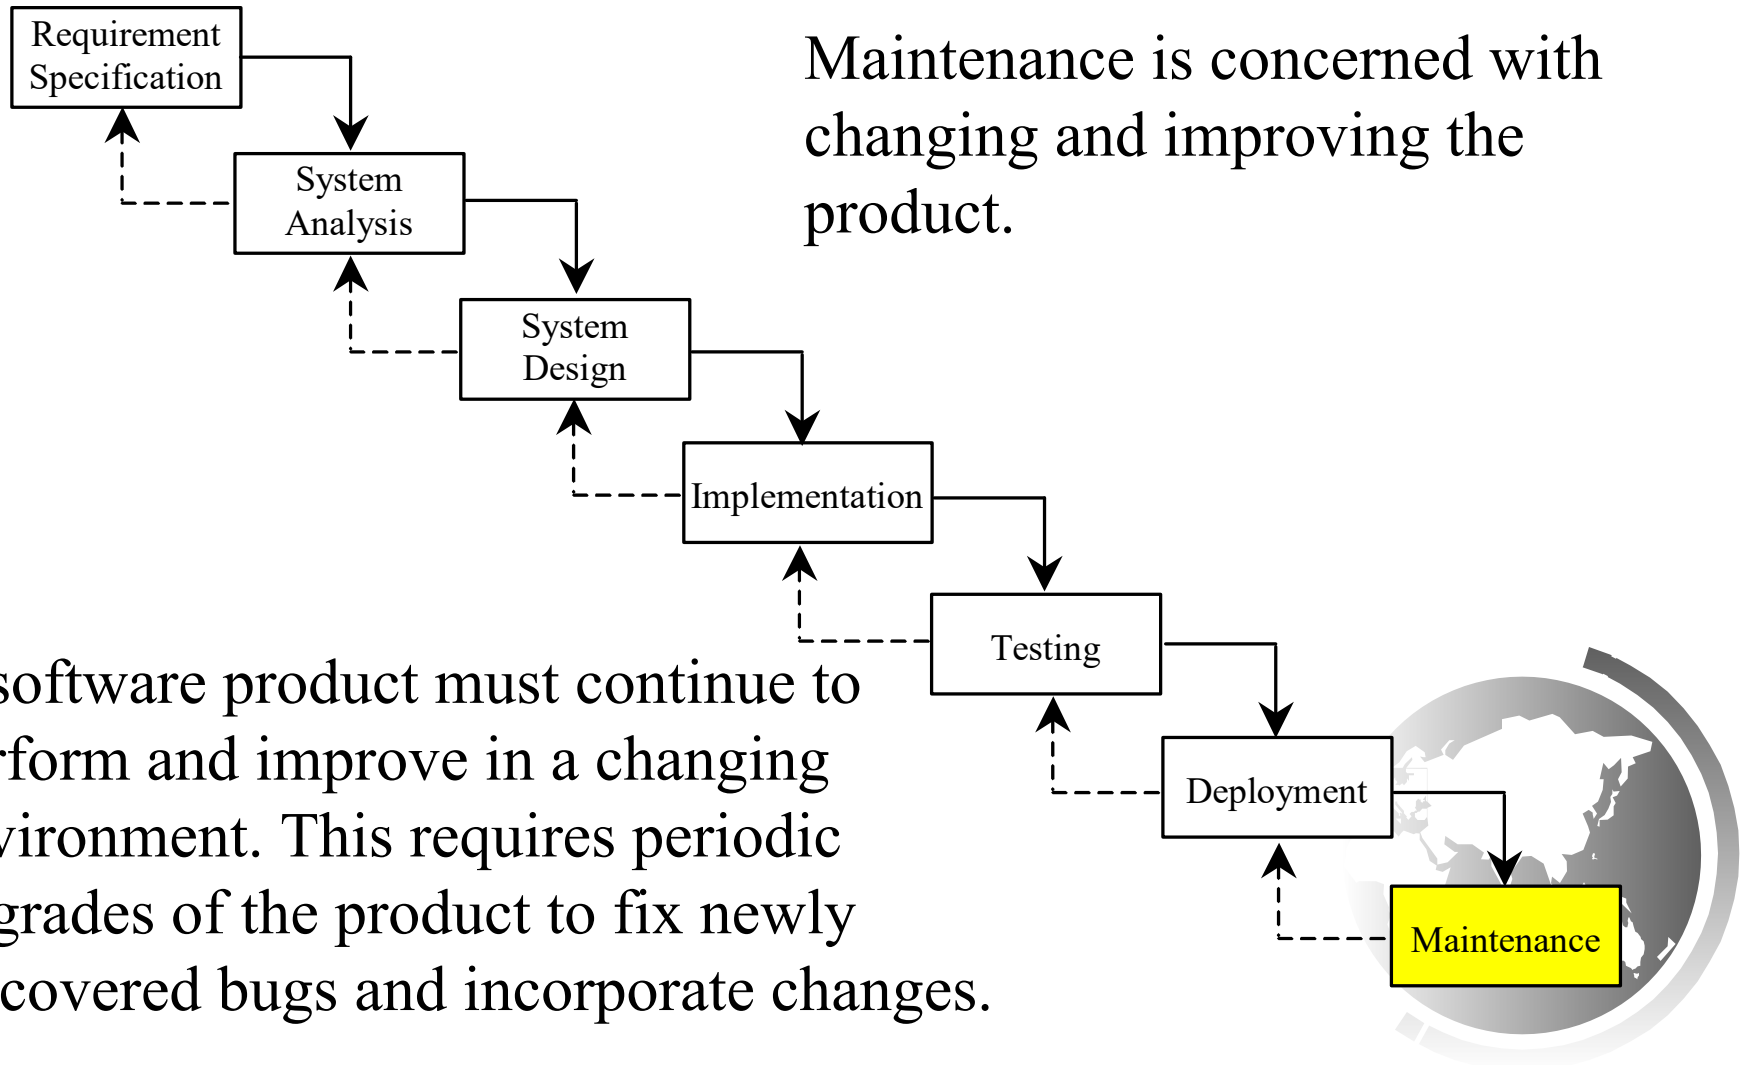 Requirement
Specification
Maintenance is concerned with
changing and improving the
product.
System
Analysis
System
Design
Implementation
Testing
software product must continue to
rform and improve in a changing
vironment. This requires periodic
grades of the product to fix newly
covered bugs and incorporate changes.
Deployment
Maintenance